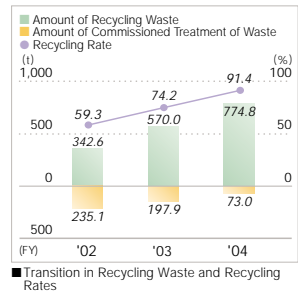 Amount of Recycling Waste
Amount of Commissioned Treatment of Waste
Recycling Rate
(t) (%)
1,000 100
91.4
74.2
59.3
774.8
570.0
500 50
342.6
0 0
235.1 197.9 73.0
500
(FY) '02 '03 '04
■Transition in Recycling Waste and Recycling
Rates